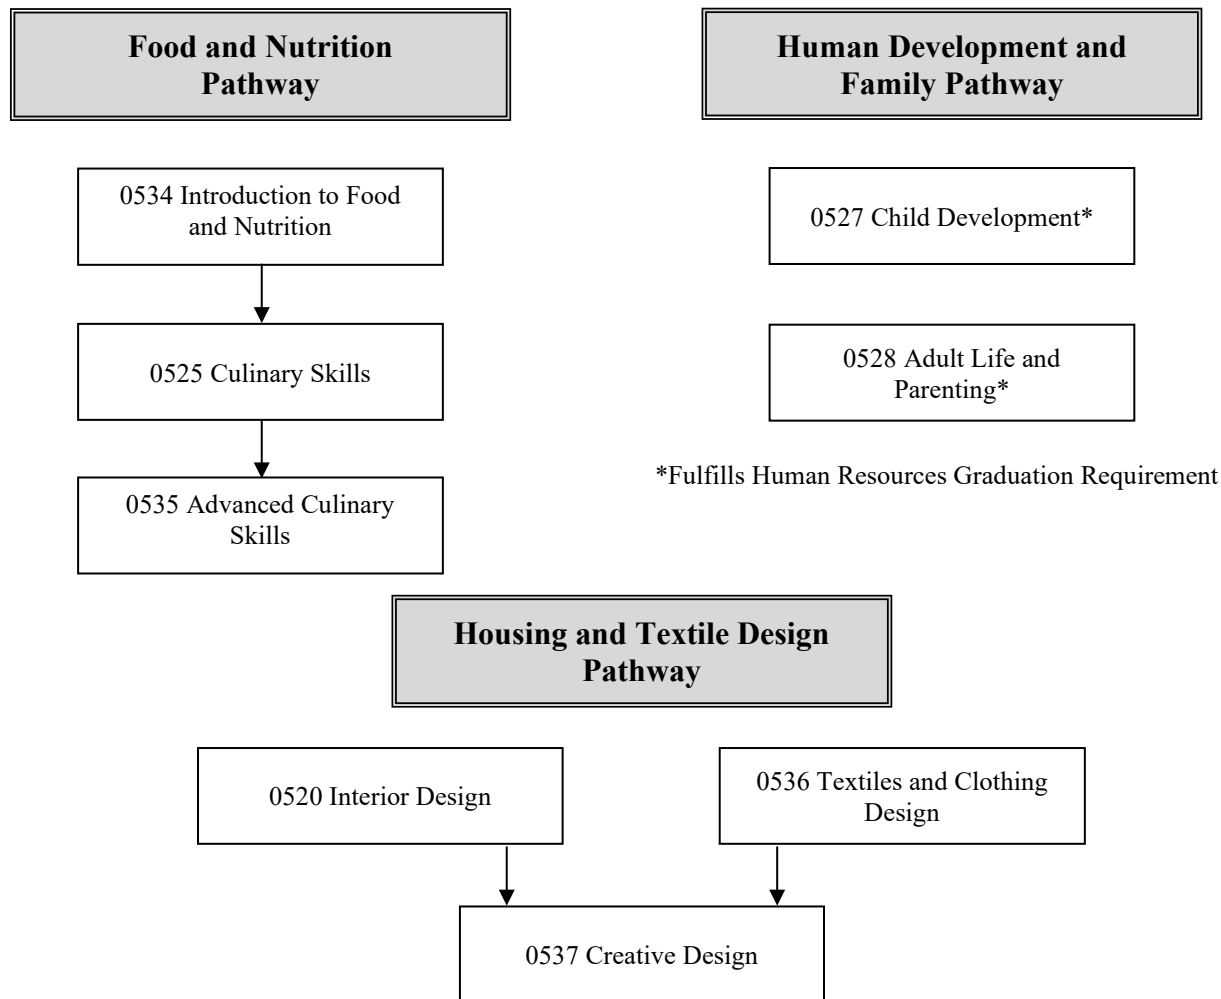 Food and Nutrition
Pathway
0534 Introduction to Food
and Nutrition
0525 Culinary Skills
0535 Advanced Culinary
Skills
Human Development and
Family Pathway
0527 Child Development*
0528 Adult Life and
Parenting*
*Fulfills Human Resources Graduation Requirement
Housing and Textile Design
Pathway
0520 Interior Design
0536 Textiles and Clothing
Design
0537 Creative Design